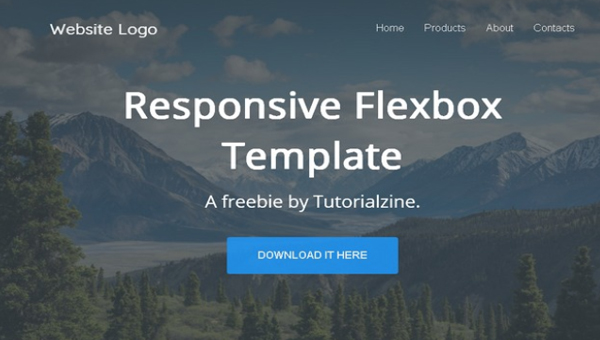 Website Logo
Home Products About Contacts
Responsive Flexbox
Template
A freebie by Tutorialzine.
DOWNLOAD IT HERE